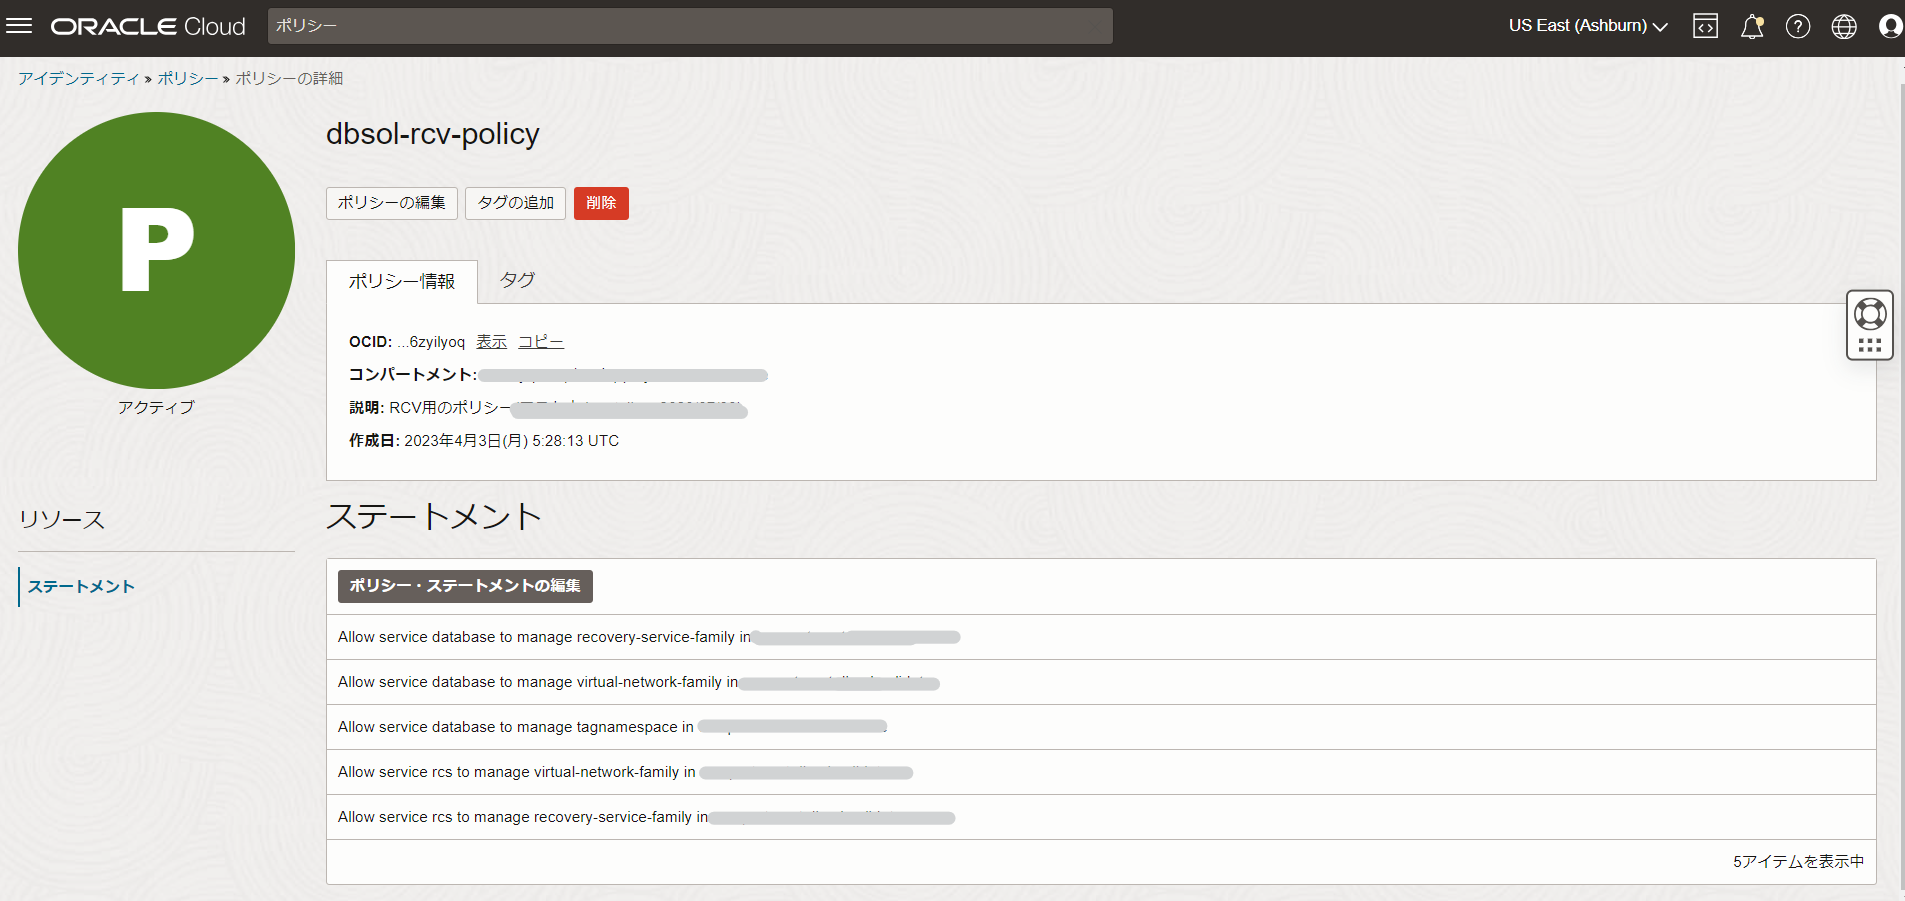 ORACLE Cloud
ポリシー
US East (Ashburn)
アイデンティティ » ポリシー » ポリシーの詳細
P
アクティブ
dbsol-rcv-policy
ポリシーの編集 タグの追加 削除
ポリシー情報 タグ
OCID: ...6zyilyoq 表示 コピー
コンパートメント:
説明: RCV用のポリシー
作成日: 2023年4月3日(月) 5:28:13 UTC
リソース
ステートメント
ステートメント
ポリシー・ステートメントの編集
Allow service database to manage recovery-service-family in
Allow service database to manage virtual-network-family in
Allow service database to manage tagnamespace in
Allow service rcs to manage virtual-network-family in
Allow service rcs to manage recovery-service-family in
5アイテムを表示中